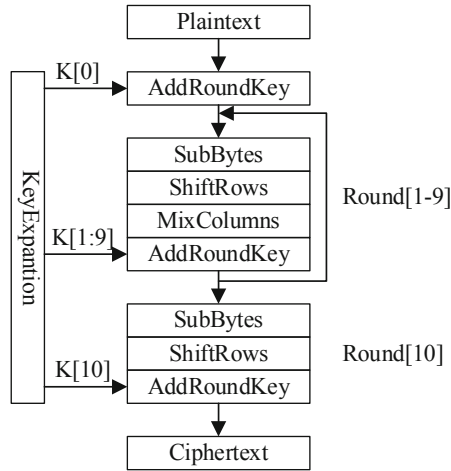 Plaintext
K[0]
AddRoundKey
KeyExpantion
SubBytes
ShiftRows
MixColumns
Round[1-9]
K[1:9]
AddRoundKey
SubBytes
ShiftRows
Round[10]
K[10]
AddRoundKey
Ciphertext